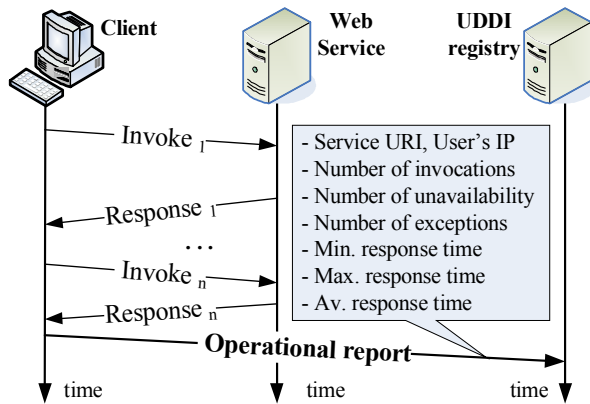 Client
Web
Service
UDDI
registry
Invoke 1
- Service URI, User's IP
- Number of invocations
- Number of unavailability
- Number of exceptions
- Min. response time
- Max. response time
- Av. response time
Response 1
...
Invoke n
Response n
Operational report
time
time
time